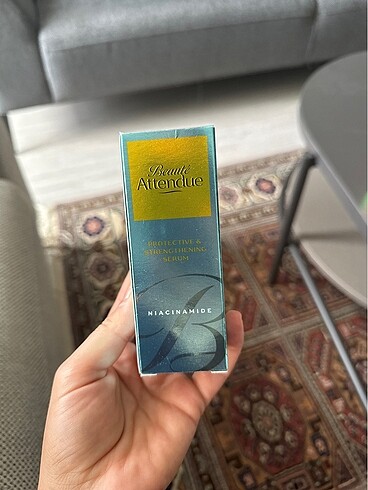 Beauté
Attendue
PROTECTIVE &
STRENGTHENING
SERUM
NIACINAMIDE
B